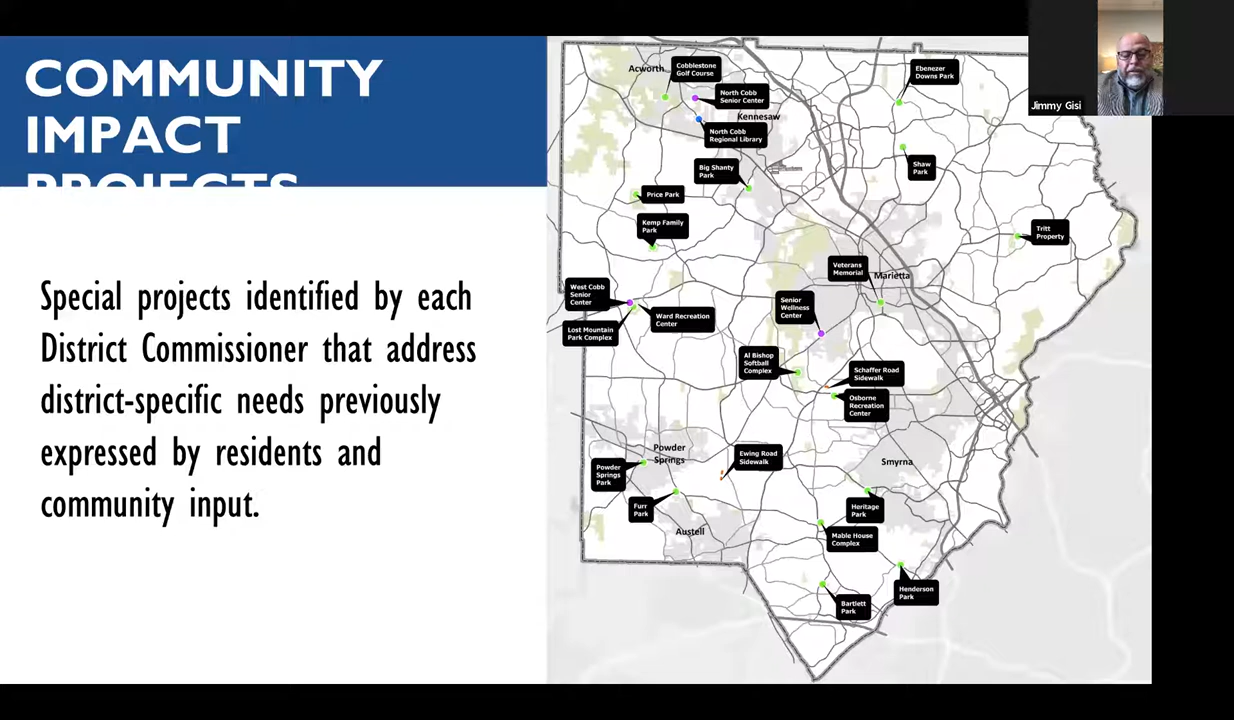 COMMUNITY
IMPACT
PROJECTS
Special projects identified by each
District Commissioner that address
district-specific needs previously
expressed by residents and
community input.
Jimmy Gisi
Acworth
Cobblestone
Golf Course
North Cobb
Senior Center
Kennesaw
North Cobb
Regional Library
Ebenezer
Downs Park
Big Shanty
Park
Shaw
Park
Price Park
Kemp Family
Park
Tritt
Property
Veterans
Memorial
Marietta
West Cobb
Senior
Center
Ward Recreation
Center
Lost Mountain
Park Complex
Senior
Wellness
Center
Al Bishop
Softball
Complex
Schaffer Road
Sidewalk
Osborne
Recreation
Center
Powder
Springs
Powder
Springs
Park
Ewing Road
Sidewalk
Smyrna
Furr
Park
Heritage
Park
Austell
Mable House
Complex
Henderson
Park
Bartlett
Park